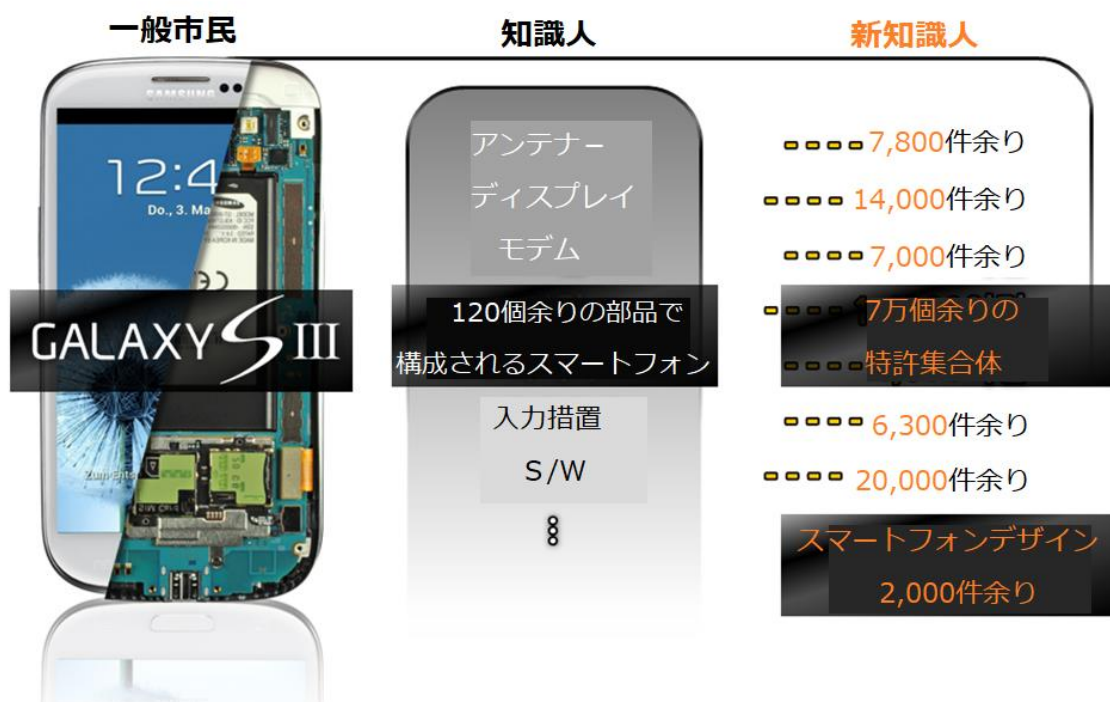 一般市民
知識人
新知識人
SAMSUNG
12:4
Do., 3. Ma
GALAXY S III
アンテナー
ディスプレイ
モデム
120個余りの部品で
構成されるスマートフォン
入力措置
S/W
7,800件余り
14,000件余り
7,000件余り
7万個余りの
特許集合体
6,300件余り
20,000件余り
スマートフォンデザイン
2,000件余り